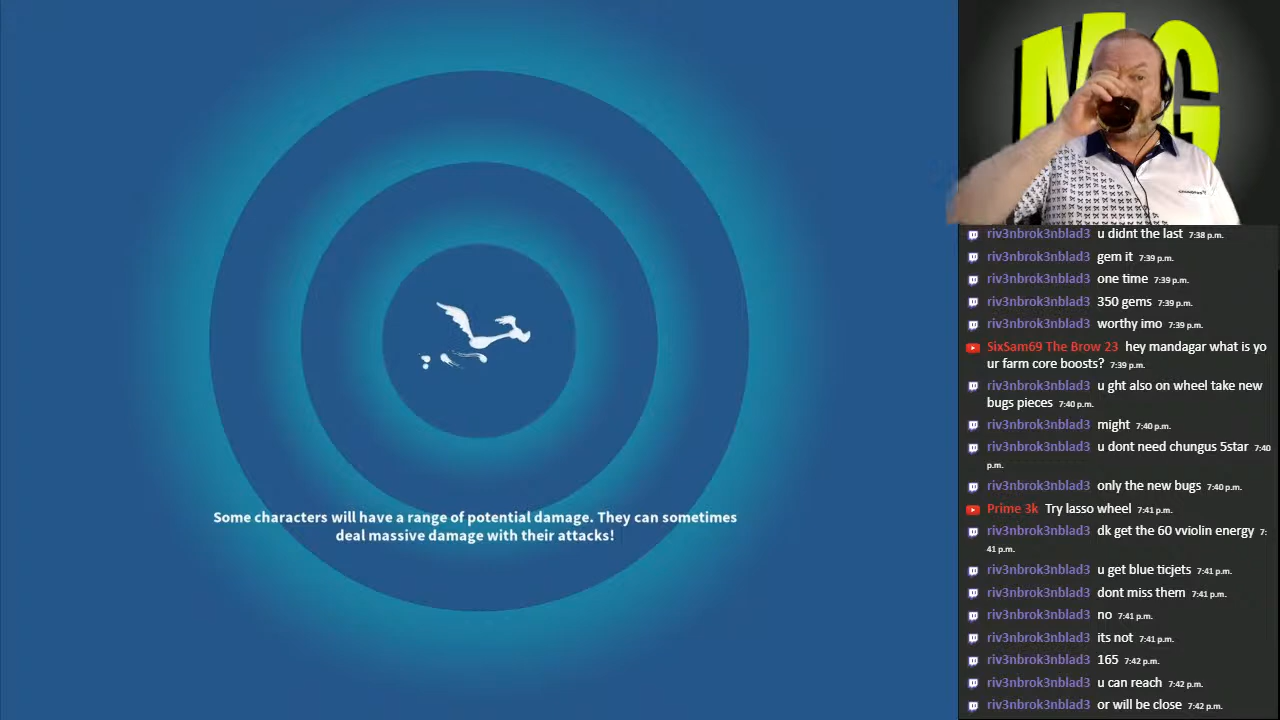 MG
Some characters will have a range of potential damage. They can sometimes
deal massive damage with their attacks!
riv3nbrok3nblad3 u didnt the last 7:38 p.m.
riv3nbrok3nblad3 gem it 7:39 p.m.
riv3nbrok3nblad3 one time 7:39 p.m.
riv3nbrok3nblad3 350 gems 7:39 p.m.
riv3nbrok3nblad3 worthy imo 7:39 p.m.
SixSam69 The Brow 23 hey mandagar what is yo
ur farm core boosts? 7:39 p.m.
riv3nbrok3nblad3 u ght also on wheel take new
bugs pieces 7:40 p.m.
riv3nbrok3nblad3 might 7:40 p.m.
riv3nbrok3nblad3 u dont need chungus 5star 7:40
p.m.
riv3nbrok3nblad3 only the new bugs 7:40 p.m.
Prime 3k Try lasso wheel 7:41 p.m.
riv3nbrok3nblad3 dk get the 60 vviolin energy 7:
41 p.m.
riv3nbrok3nblad3 u get blue ticjets 7:41 p.m.
riv3nbrok3nblad3 dont miss them 7:41 p.m.
riv3nbrok3nblad3 no 7:41 p.m.
riv3nbrok3nblad3 its not 7:41 p.m.
riv3nbrok3nblad3 165 7:42 p.m.
riv3nbrok3nblad3 u can reach 7:42 p.m.
riv3nbrok3nblad3 or will be close 7:42 p.m.